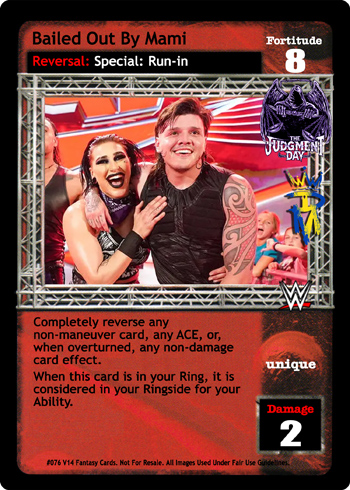 Bailed Out By Mami
Fortitude
8
Reversal: Special: Run-in
THE
JUDGMENT
DAY
W
Completely reverse any
non-maneuver card, any ACE, or,
when overturned, any non-damage
card effect.
When this card is in your Ring, it is
considered in your Ringside for your
Ability.
unique
Damage
2
#076 V14 Fantasy Cards. Not For Resale. All Images Used Under Fair Use Guidelines.